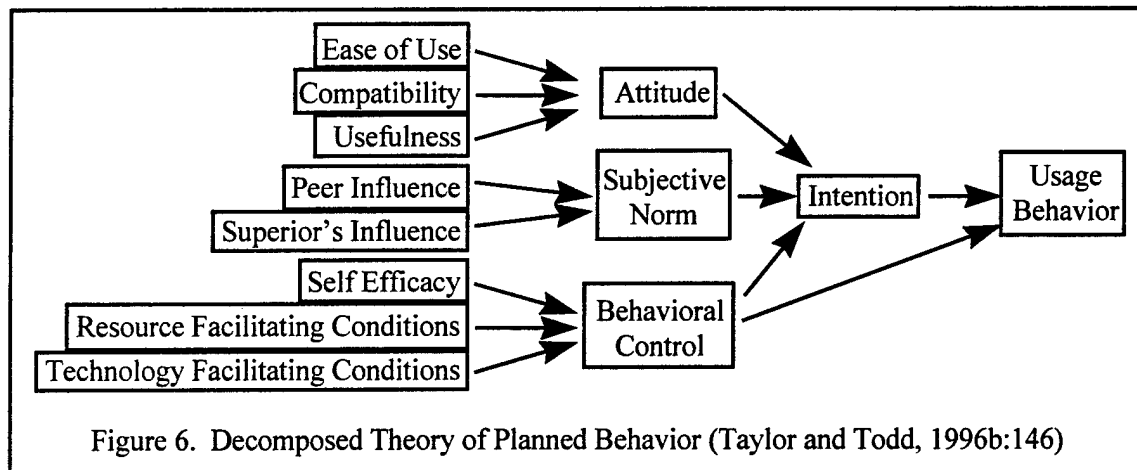 Ease of Use
Compatibility
Usefulness
Attitude
Peer Influence
Superior's Influence
Subjective
Norm
Intention
Usage
Behavior
Self Efficacy
Resource Facilitating Conditions
Technology Facilitating Conditions
Behavioral
Control
Figure 6. Decomposed Theory of Planned Behavior (Taylor and Todd, 1996b:146)